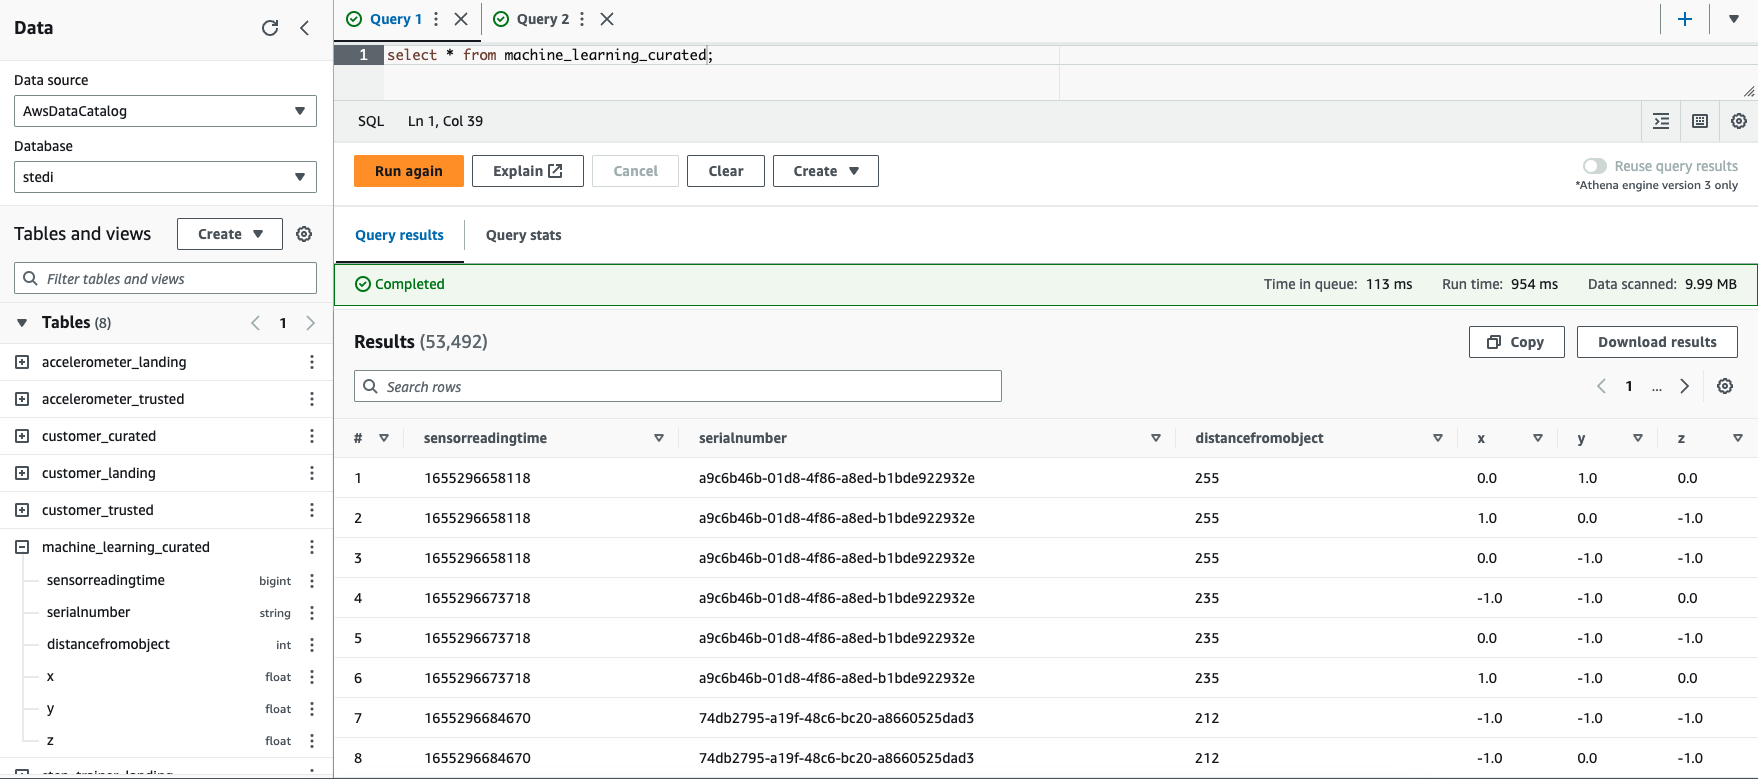 Data
Data source
AwsDataCatalog
Database
stedi
Tables and views
Create
Filter tables and views
Tables (8)
1
accelerometer_landing
accelerometer_trusted
customer_curated
customer_landing
customer_trusted
machine_learning_curated
sensorreadingtime bigint
serialnumber string
distancefromobject int
x float
y float
z float
Query 1
Query 2
1 select * from machine_learning_curated;
SQL Ln 1, Col 39
Run again Explain Cancel Clear Create
Reuse query results
*Athena engine version 3 only
Query results Query stats
Completed Time in queue: 113 ms Run time: 954 ms Data scanned: 9.99 MB
Results (53,492) Copy Download results
Search rows 1 ...
# sensorreadingtime serialnumber distancefromobject x y z
1 1655296658118 a9c6b46b-01d8-4f86-a8ed-b1bde922932e 255 0.0 1.0 0.0
2 1655296658118 a9c6b46b-01d8-4f86-a8ed-b1bde922932e 255 1.0 0.0 -1.0
3 1655296658118 a9c6b46b-01d8-4f86-a8ed-b1bde922932e 255 0.0 -1.0 -1.0
4 1655296673718 a9c6b46b-01d8-4f86-a8ed-b1bde922932e 235 -1.0 -1.0 0.0
5 1655296673718 a9c6b46b-01d8-4f86-a8ed-b1bde922932e 235 0.0 -1.0 -1.0
6 1655296673718 a9c6b46b-01d8-4f86-a8ed-b1bde922932e 235 1.0 -1.0 0.0
7 1655296684670 74db2795-a19f-48c6-bc20-a8660525dad3 212 -1.0 -1.0 -1.0
8 1655296684670 74db2795-a19f-48c6-bc20-a8660525dad3 212 -1.0 0.0 -1.0